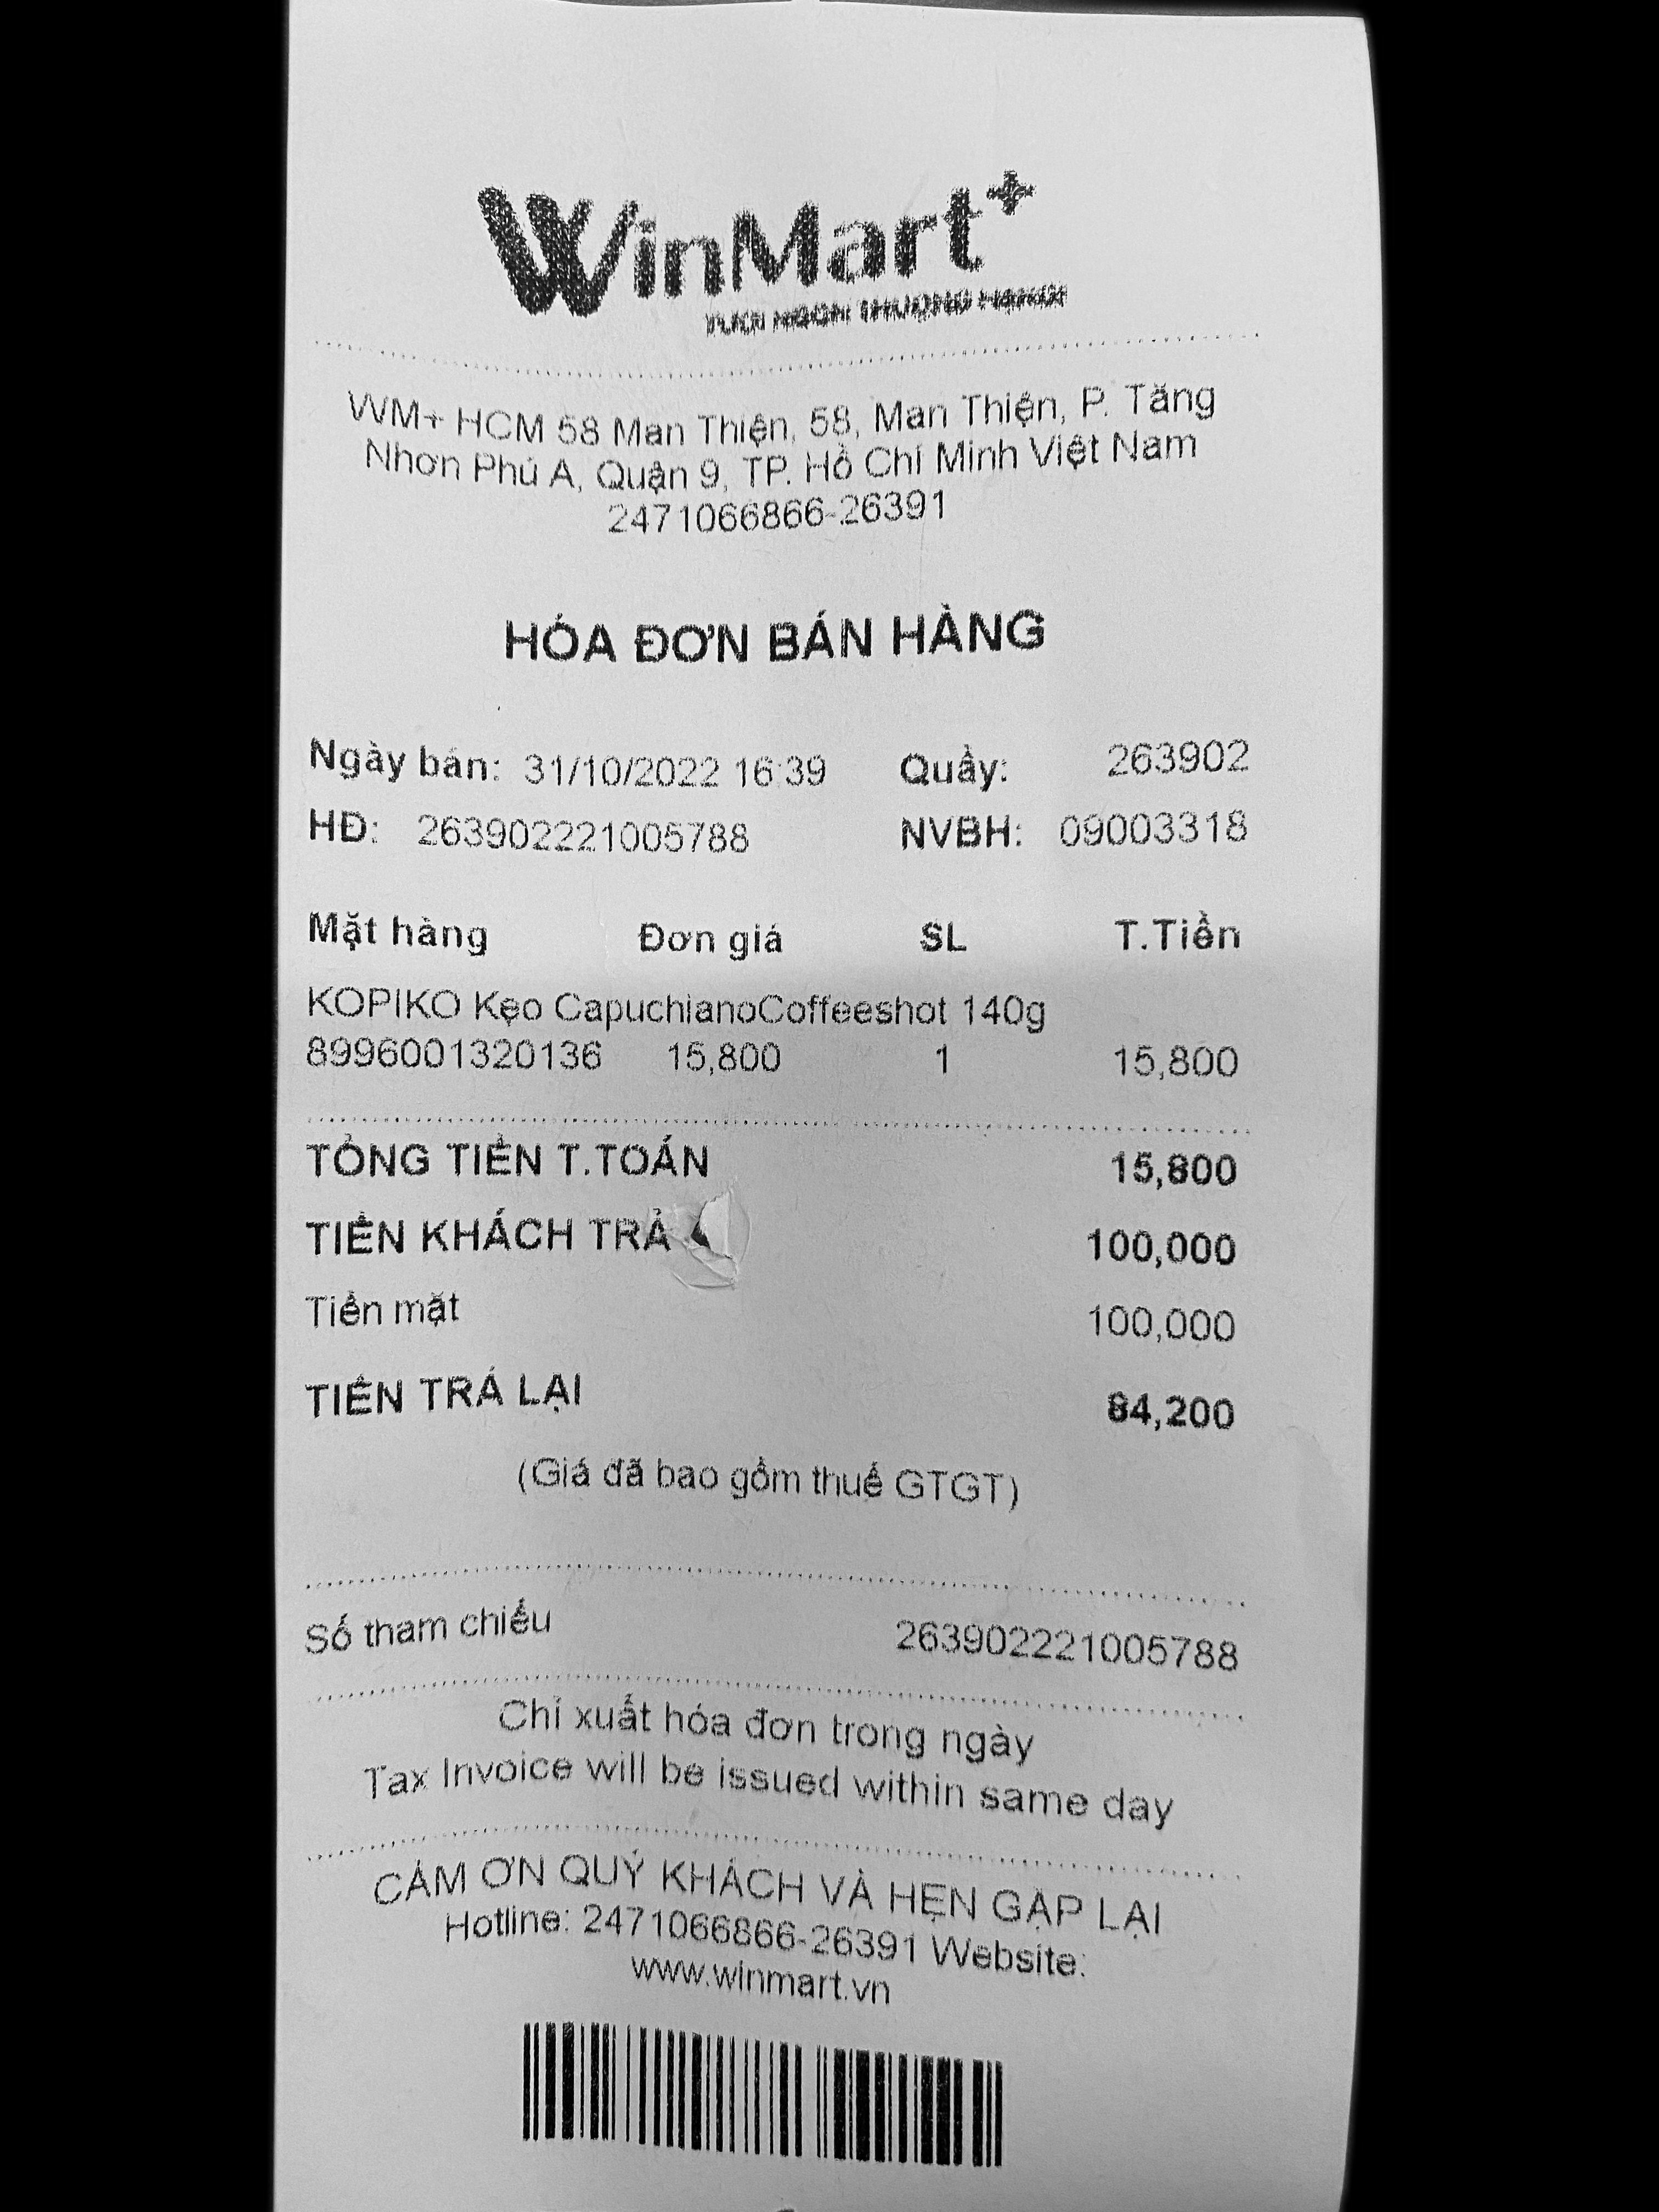 WinMart+
TƯƠI NGON THƯỢNG HẠNG
WM+ HCM 58 Man Thiện, 58, Man Thiện, P. Tăng
Nhơn Phú A, Quận 9, TP. Hồ Chí Minh Việt Nam
2471066866-26391
HÓA ĐƠN BÁN HÀNG
Ngày bán: 31/10/2022 16:39 Quầy: 263902
HĐ: 263902221005788 NVBH: 09003318
Mặt hàng Đơn giá SL T.Tiền
KOPIKO Kẹo CapuchianoCoffeeshot 140g
8996001320136 15,800 1 15,800
TỔNG TIỀN T.TOÁN 15,800
TIỀN KHÁCH TRẢ 100,000
Tiền mặt 100,000
TIỀN TRẢ LẠI 84,200
(Giá đã bao gồm thuế GTGT)
Số tham chiếu 263902221005788
Chỉ xuất hóa đơn trong ngày
Tax Invoice will be issued within same day
CẢM ƠN QUÝ KHÁCH VÀ HẸN GẶP LẠI
Hotline: 2471066866-26391 Website:
www.winmart.vn